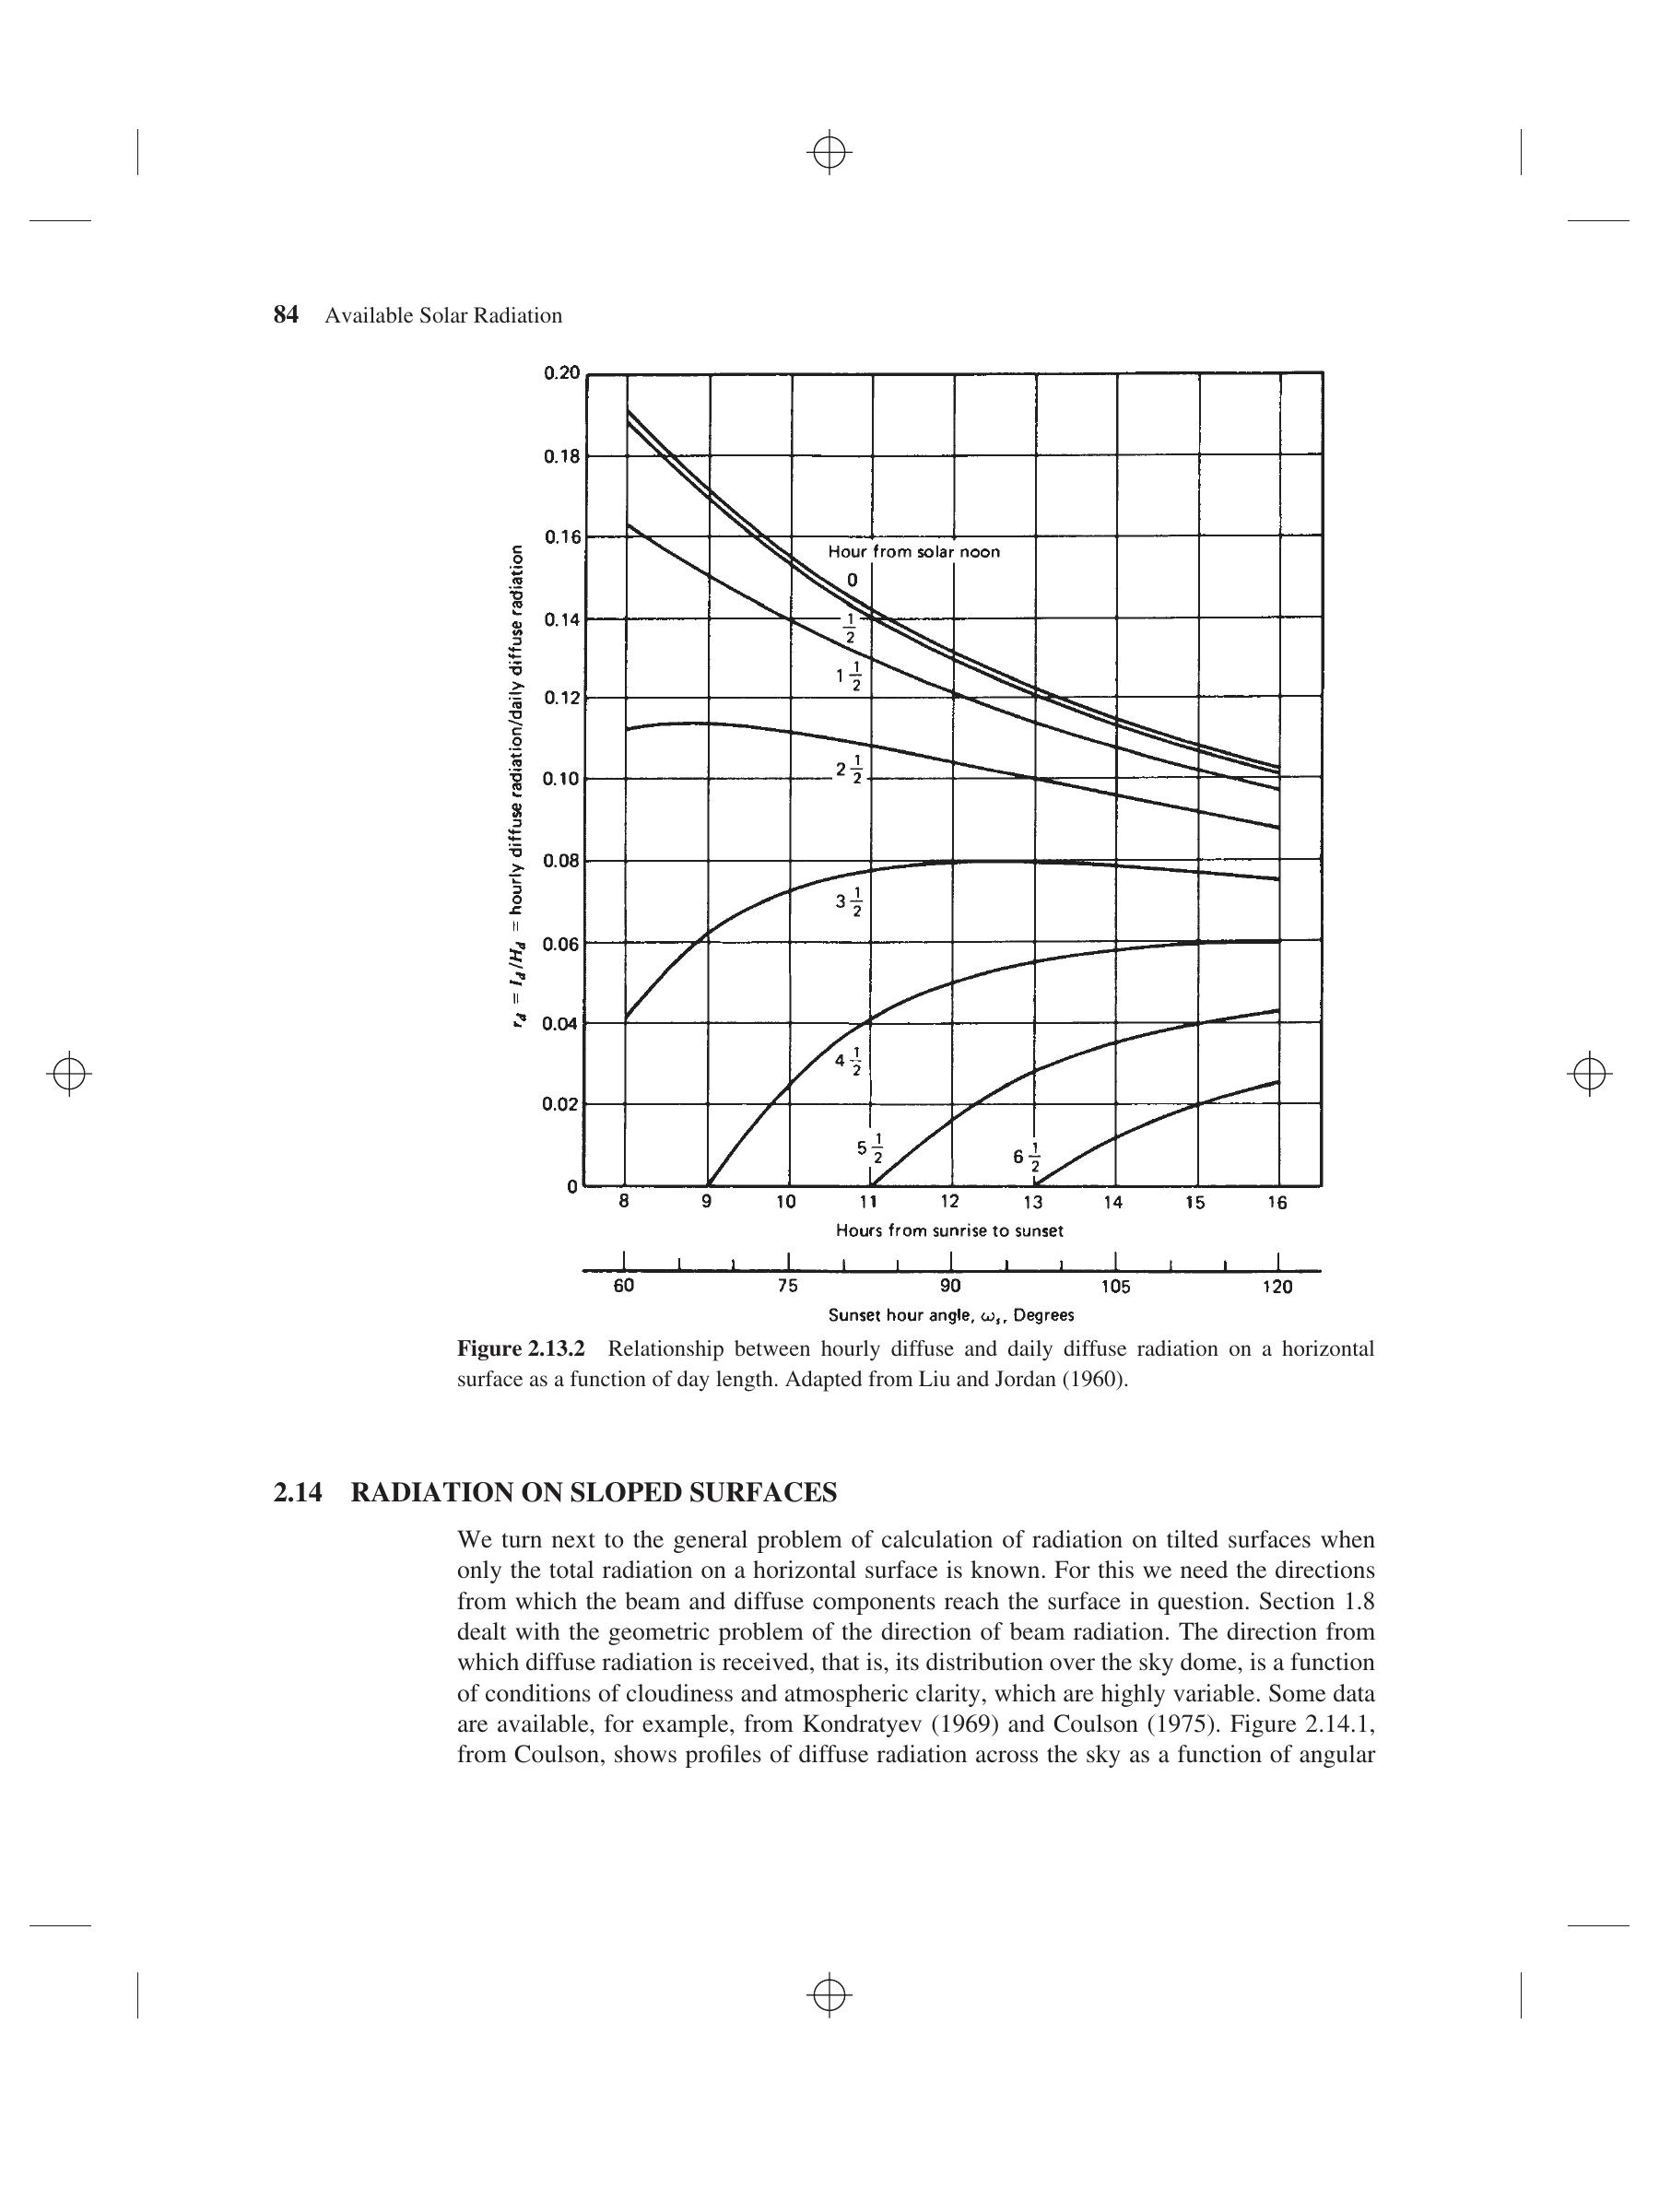 84 Available Solar Radiation
0.20
0.18
0.16
0.14
0.12
0.10
0.08
0.06
0.04
0.02
0
r_d = I_d/H_d = hourly diffuse radiation/daily diffuse radiation
Hour from solar noon
0
1/2
1 1/2
2 1/2
3 1/2
4 1/2
5 1/2
6 1/2
8 9 10 11 12 13 14 15 16
Hours from sunrise to sunset
60 75 90 105 120
Sunset hour angle, ω_s, Degrees
Figure 2.13.2 Relationship between hourly diffuse and daily diffuse radiation on a horizontal
surface as a function of day length. Adapted from Liu and Jordan (1960).
2.14 RADIATION ON SLOPED SURFACES
We turn next to the general problem of calculation of radiation on tilted surfaces when
only the total radiation on a horizontal surface is known. For this we need the directions
from which the beam and diffuse components reach the surface in question. Section 1.8
dealt with the geometric problem of the direction of beam radiation. The direction from
which diffuse radiation is received, that is, its distribution over the sky dome, is a function
of conditions of cloudiness and atmospheric clarity, which are highly variable. Some data
are available, for example, from Kondratyev (1969) and Coulson (1975). Figure 2.14.1,
from Coulson, shows profiles of diffuse radiation across the sky as a function of angular